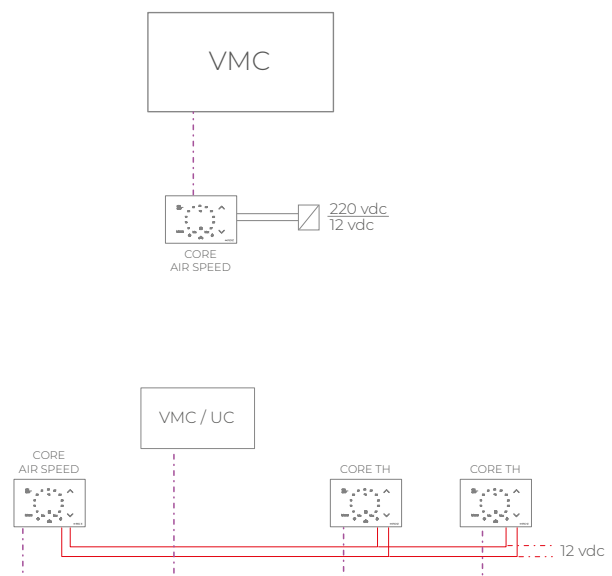 VMC
220 vdc
12 vdc
CORE
AIR SPEED
VMC / UC
CORE
AIR SPEED
CORE TH
CORE TH
12 vdc